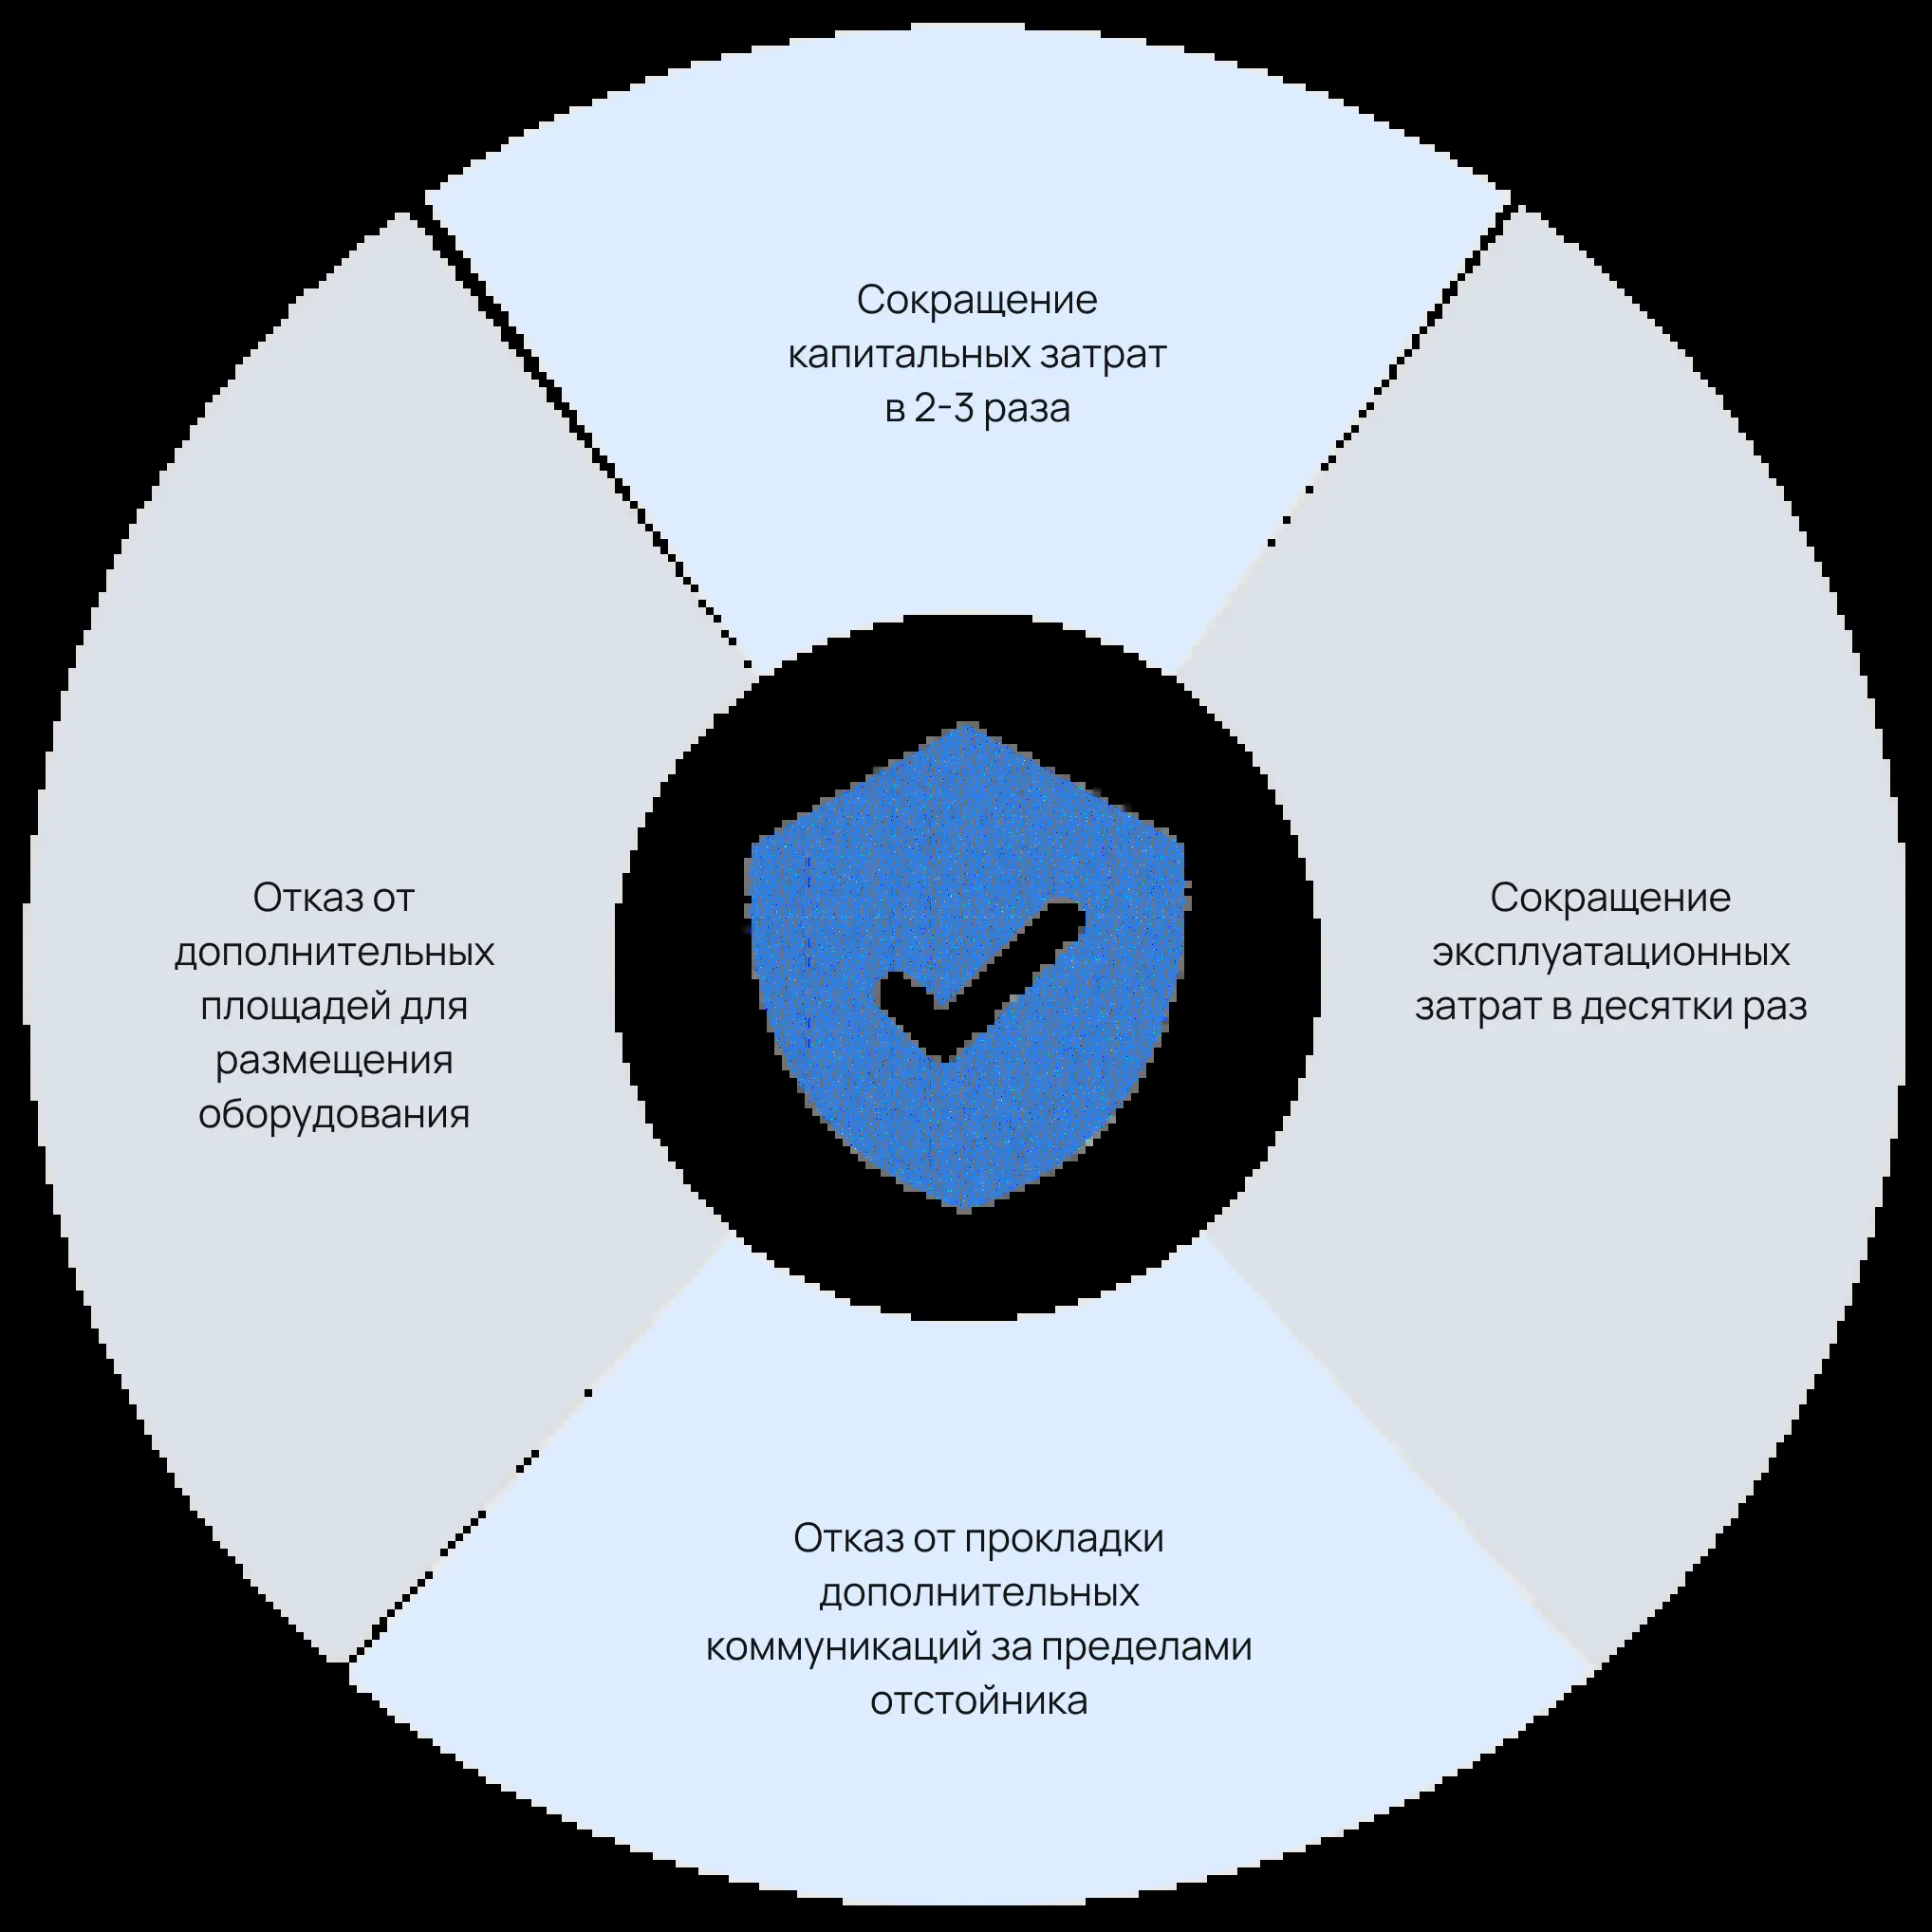 Сокращение
капитальных затрат
в 2-3 раза
Отказ от
дополнительных
площадей для
размещения
оборудования
Сокращение
эксплуатационных
затрат в десятки раз
Отказ от прокладки
дополнительных
коммуникаций за пределами
отстойника